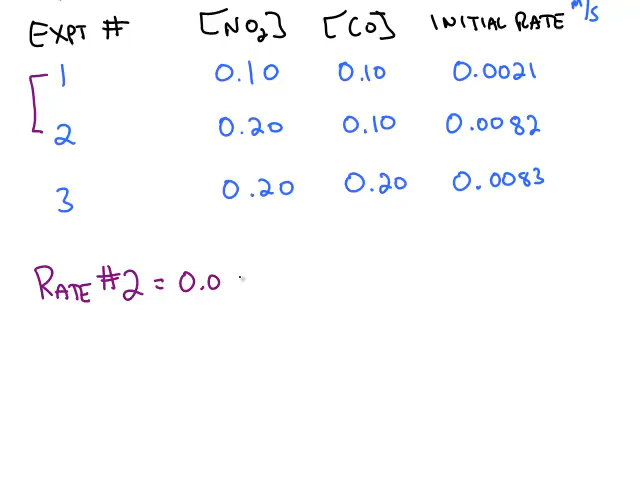 EXPT # [NO2] [CO] INITIAL RATE M/S
1 0.10 0.10 0.0021
2 0.20 0.10 0.0082
3 0.20 0.20 0.0083
RATE #2 = 0.0